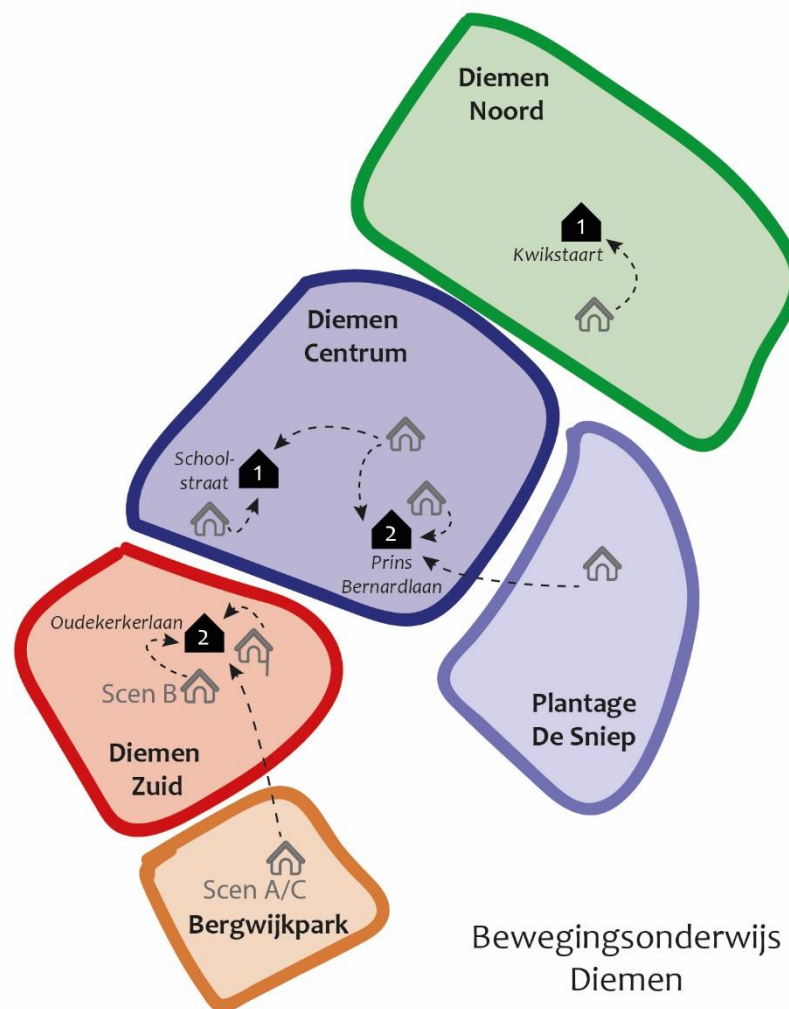 Diemen
Noord
1
Kwikstaart
Diemen
Centrum
School-
straat
1
2
Prins
Bernardlaan
Oudekerkerlaan
2
Scen B
Diemen
Zuid
Plantage
De Sniep
Scen A/C
Bergwijkpark
Bewegingsonderwijs
Diemen